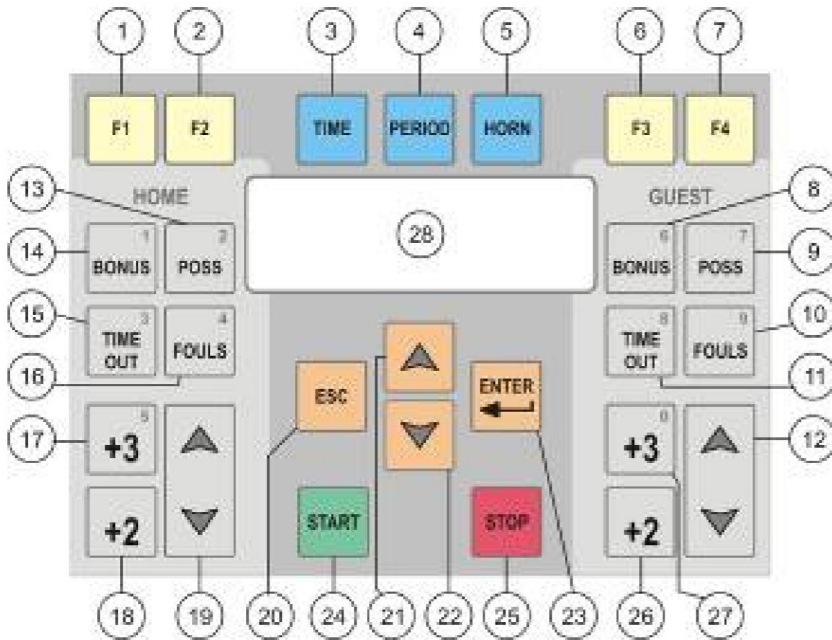 1 2 3 4 5 6 7
F1 F2 TIME PERIOD HORN F3 F4
13 HOME GUEST 8
28
14 1 BONUS 2 POSS 6 BONUS 7 POSS 9
15 3 TIME OUT 4 FOULS 8 TIME OUT 9 FOULS 10
16 ESC ENTER 11
17 5 +3 0 +3 12
+2 START STOP +2
18 19 20 24 21 22 25 23 26 27